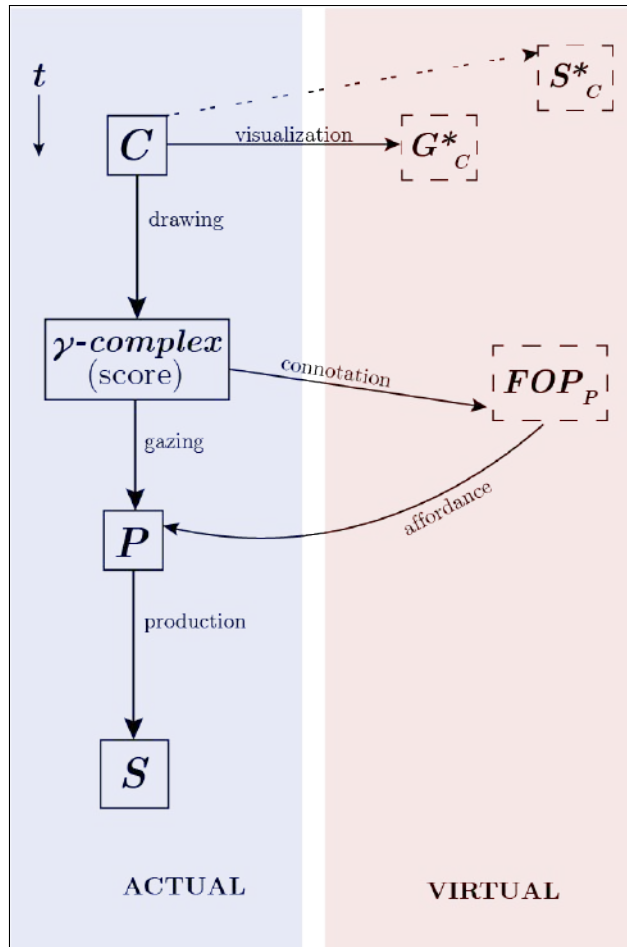 t
S*C
C
visualization
G*C
drawing
γ-complex
(score)
connotation
FOPP
gazing
affordance
P
production
S
ACTUAL
VIRTUAL